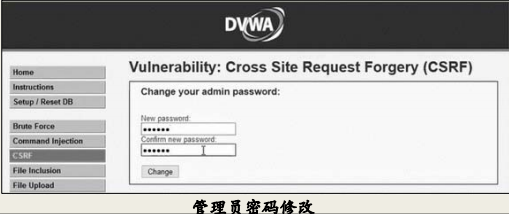 DVWA
Home
Instructions
Setup / Reset DB
Brute Force
Command Injection
CSRF
File Inclusion
File Upload
Vulnerability: Cross Site Request Forgery (CSRF)
Change your admin password:
New password:
••••••
Confirm new password:
••••••
Change
管理员密码修改